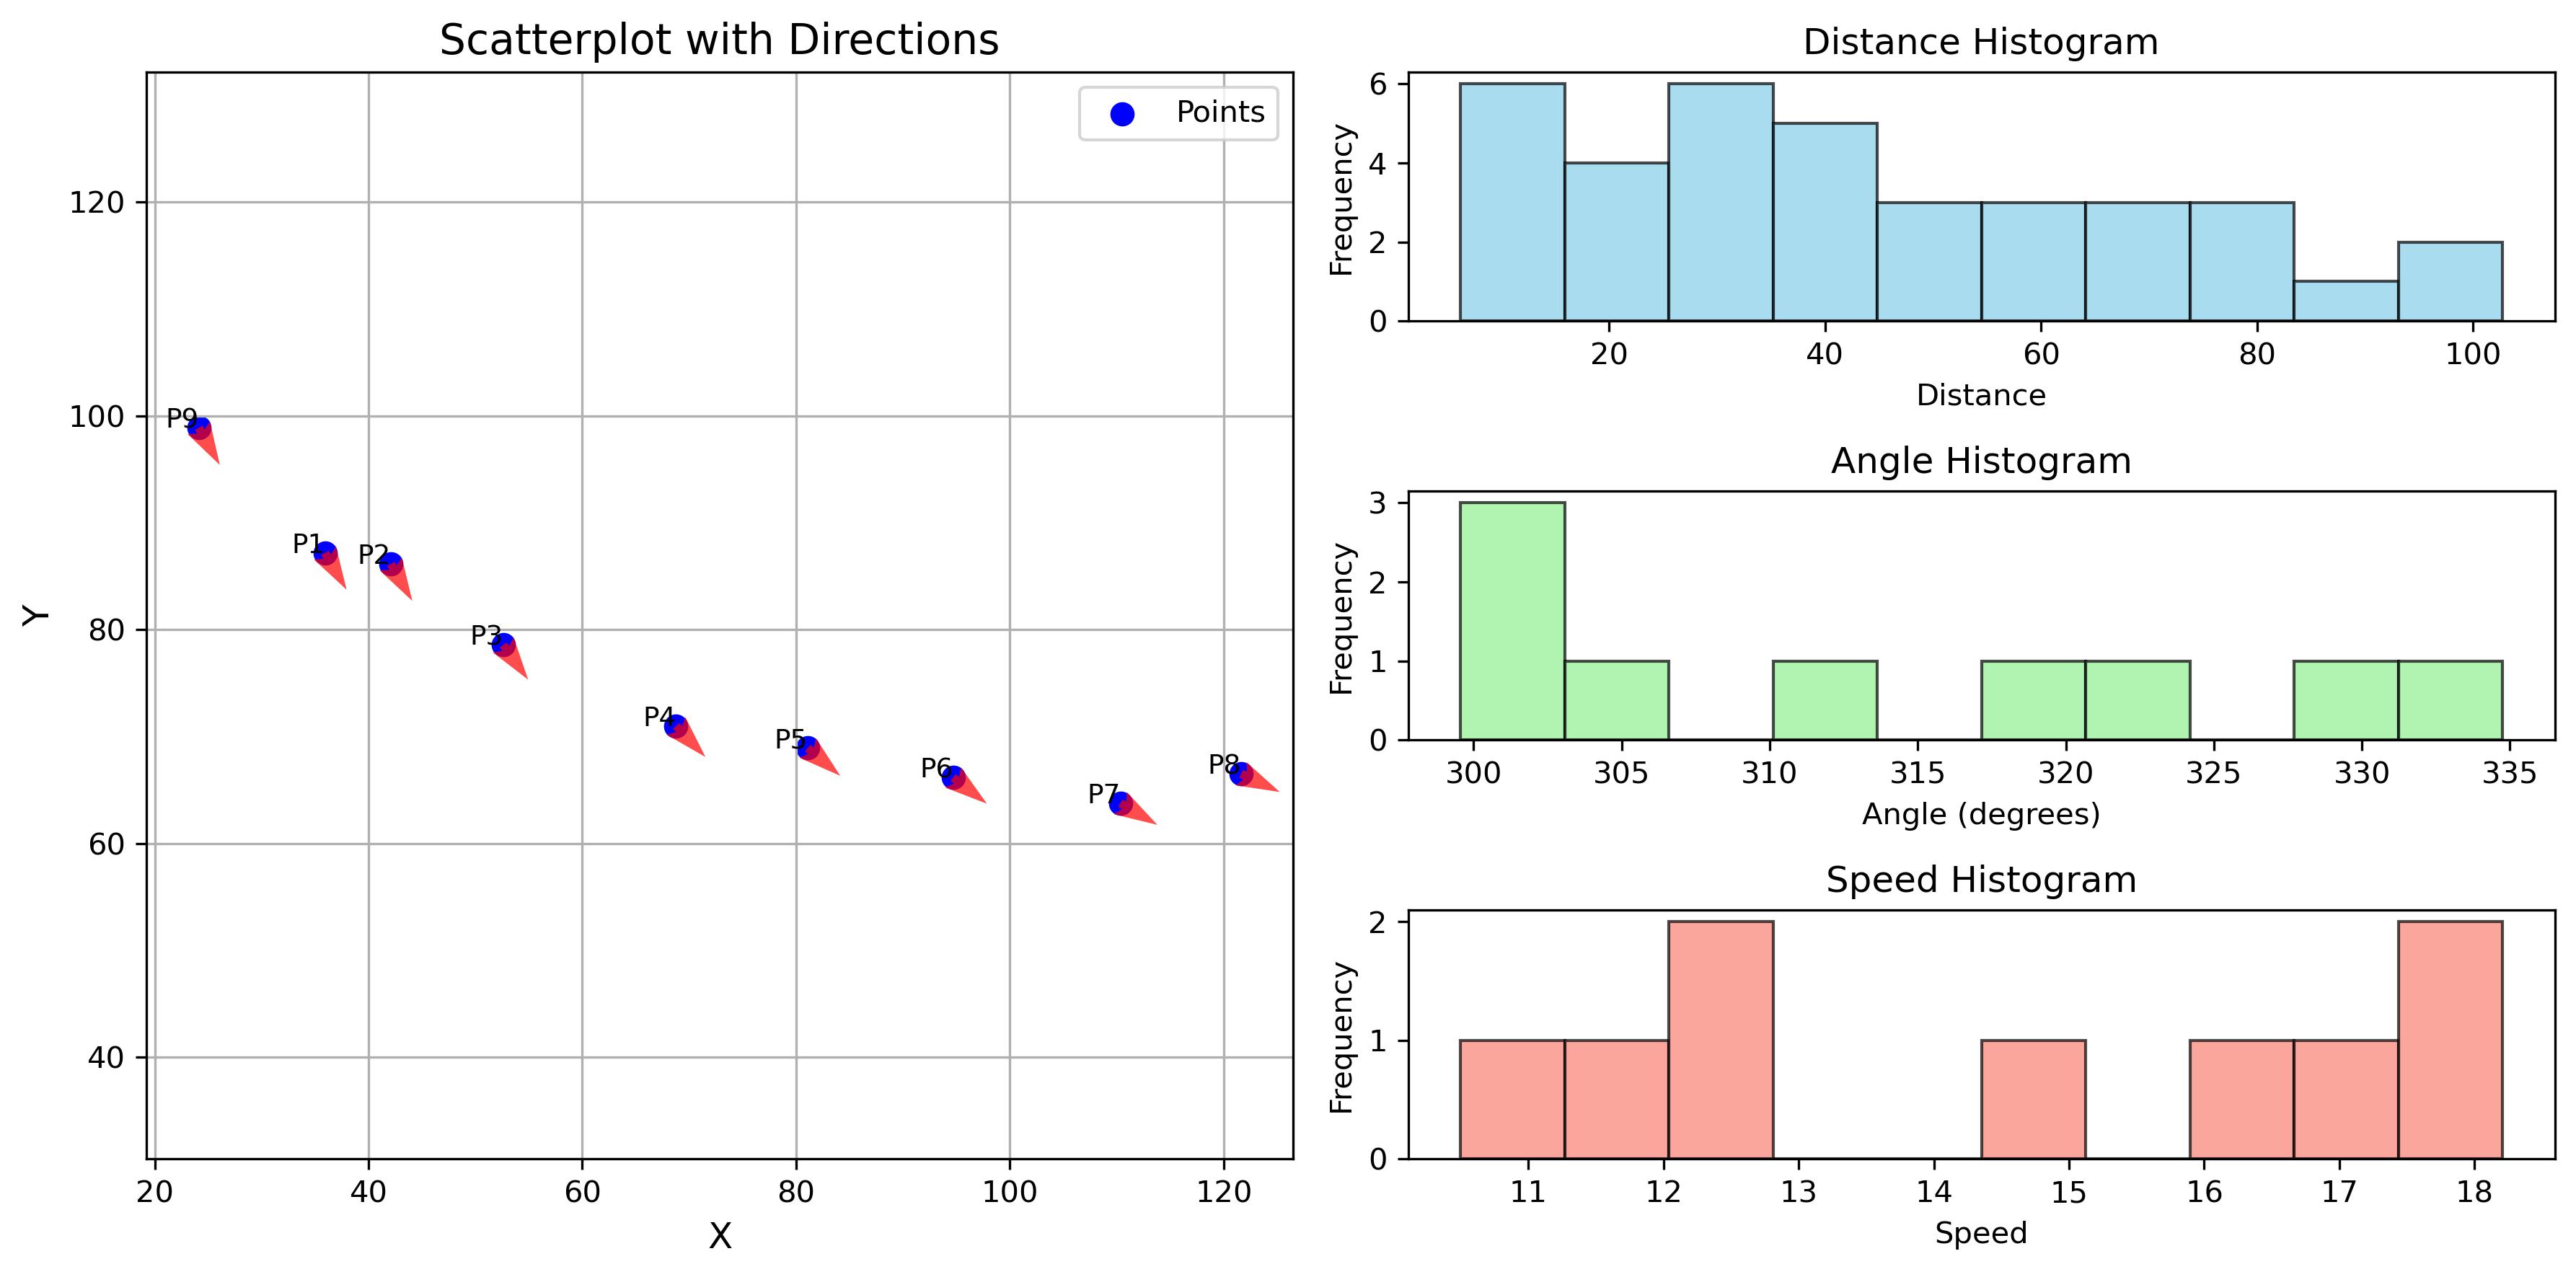 Scatterplot with Directions
Points
120
100
80
60
40
Y
P9
P1
P2
P3
P4
P5
P6
P7
P8
20 40 60 80 100 120
X
Distance Histogram
6
4
2
0
Frequency
20 40 60 80 100
Distance
Angle Histogram
3
2
1
0
Frequency
300 305 310 315 320 325 330 335
Angle (degrees)
Speed Histogram
2
1
0
Frequency
11 12 13 14 15 16 17 18
Speed